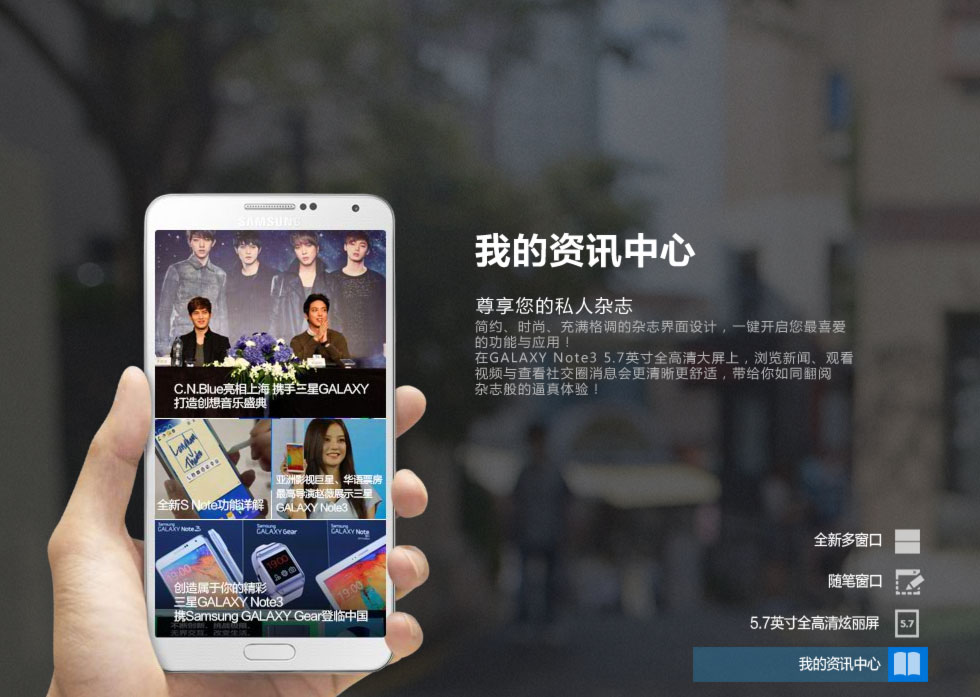 SAMSUNG
C.N.Blue亮相上海 携手三星GALAXY
打造创想音乐盛典
全新S Note功能详解
亚洲影视巨星、华语票房
最高导演赵薇展示三星
GALAXY Note3
Samsung
GALAXY Note 3
Samsung
GALAXY Gear
Samsung
GALAXY Note
创造属于你的精彩
三星GALAXY Note3
携Samsung GALAXY Gear登临中国
无界变易。改变生活。
我的资讯中心
尊享您的私人杂志
简约、时尚、充满格调的杂志界面设计，一键开启您最喜爱
的功能与应用！
在GALAXY Note3 5.7英寸全高清大屏上，浏览新闻、观看
视频与查看社交圈消息会更清晰更舒适，带给你如同翻阅
杂志般的逼真体验！
全新多窗口
随笔窗口
5.7英寸全高清炫丽屏
5.7
我的资讯中心